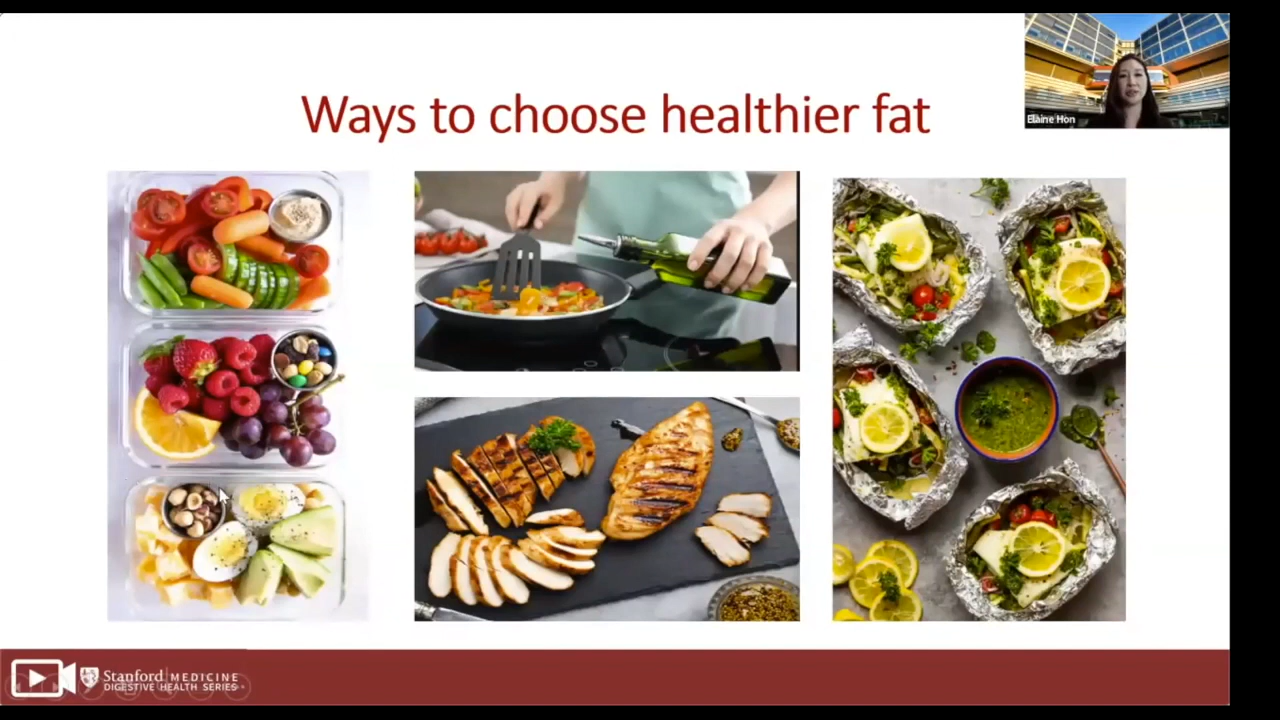 Ways to choose healthier fat
Elaine Hon
Stanford MEDICINE
DIGESTIVE HEALTH SERIES